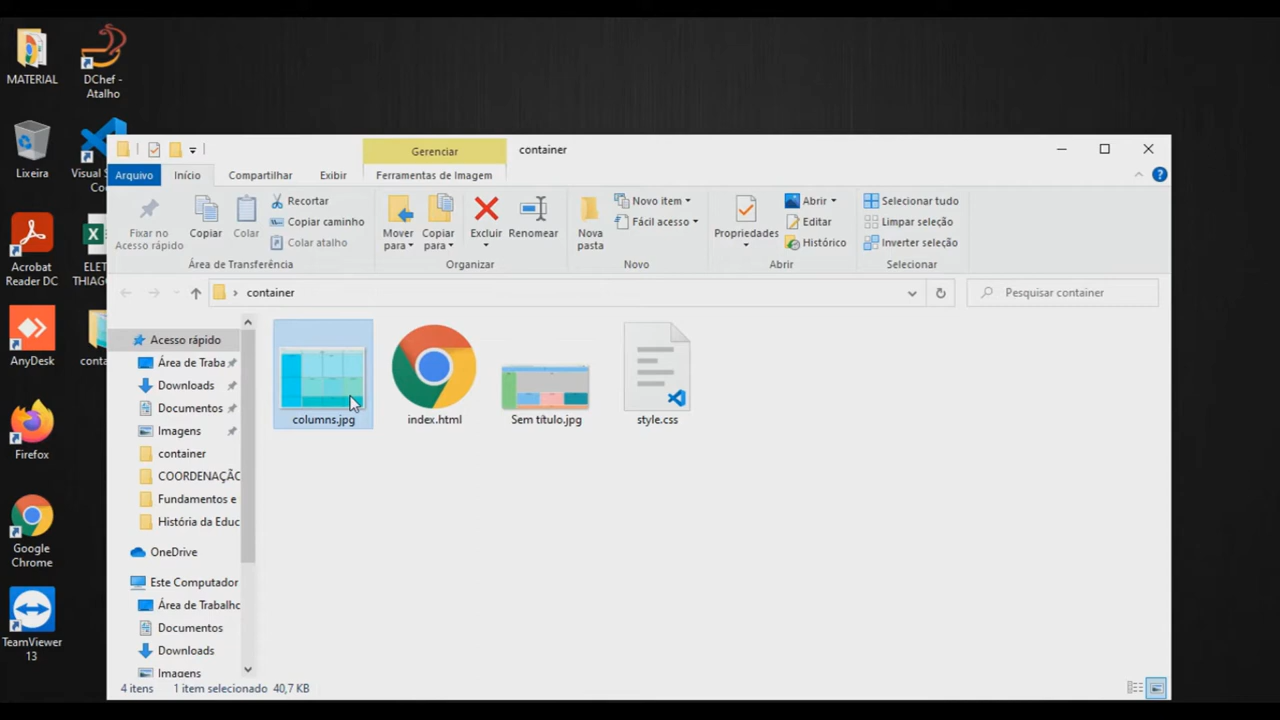 MATERIAL
DChef -
Atalho
Lixeira
Visual S
Co
Acrobat
Reader DC
ELET
THIAG
AnyDesk
conta
Firefox
Google
Chrome
TeamViewer
13
Gerenciar
container
Arquivo
Início
Compartilhar
Exibir
Ferramentas de Imagem
Fixar no
Acesso rápido
Copiar
Colar
Recortar
Copiar caminho
Colar atalho
Área de Transferência
Mover
para
Copiar
para
Excluir
Renomear
Organizar
Nova
pasta
Novo item
Fácil acesso
Novo
Propriedades
Abrir
Editar
Histórico
Abrir
Selecionar tudo
Limpar seleção
Inverter seleção
Selecionar
container
Pesquisar container
Acesso rápido
Área de Traba
Downloads
Documentos
Imagens
container
COORDENAÇÃO
Fundamentos e
História da Educ
OneDrive
Este Computador
Área de Trabalho
Documentos
Downloads
Imagens
columns.jpg
index.html
Sem título.jpg
style.css
4 itens
1 item selecionado 40,7 KB